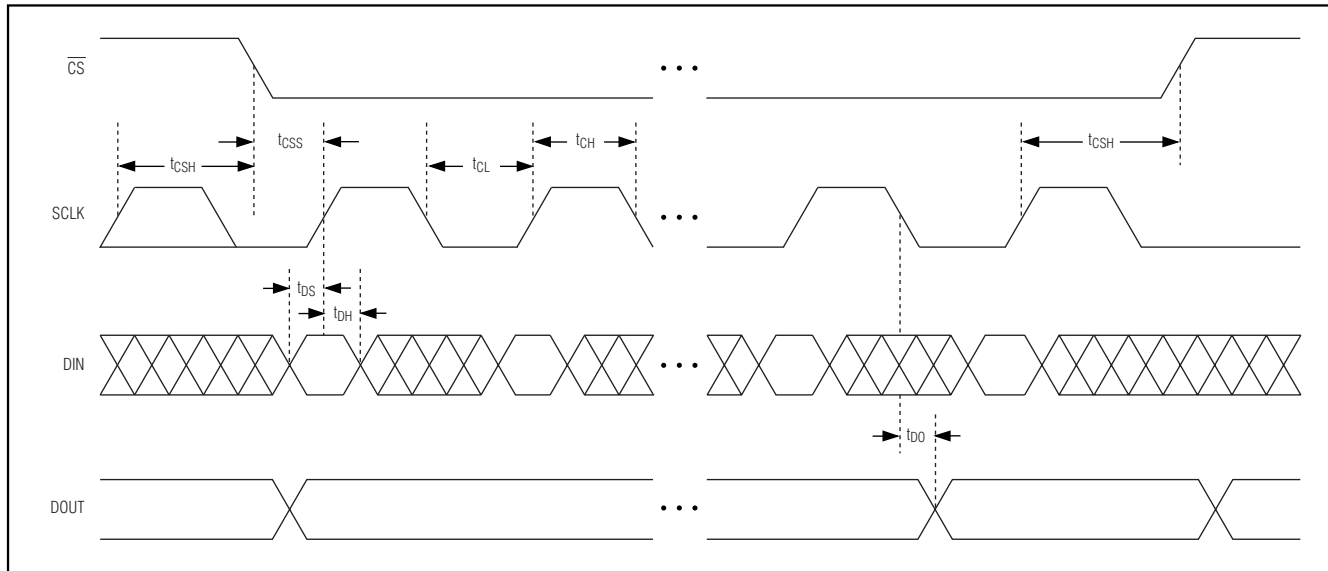 CS
tCSS
tCH
tCSH
tCL
tCSH
SCLK
tDS
tDH
DIN
tDO
DOUT